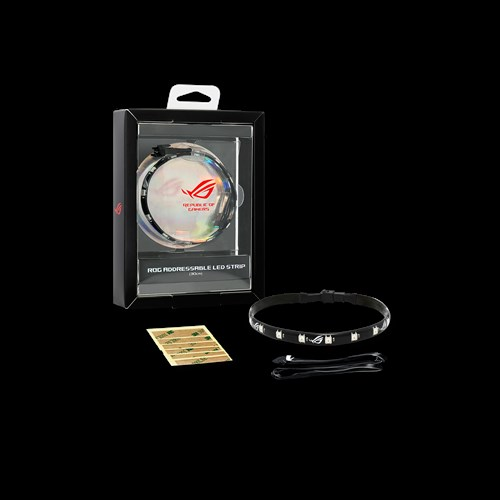 REPUBLIC OF
GAMERS
ROG ADDRESSABLE LED STRIP